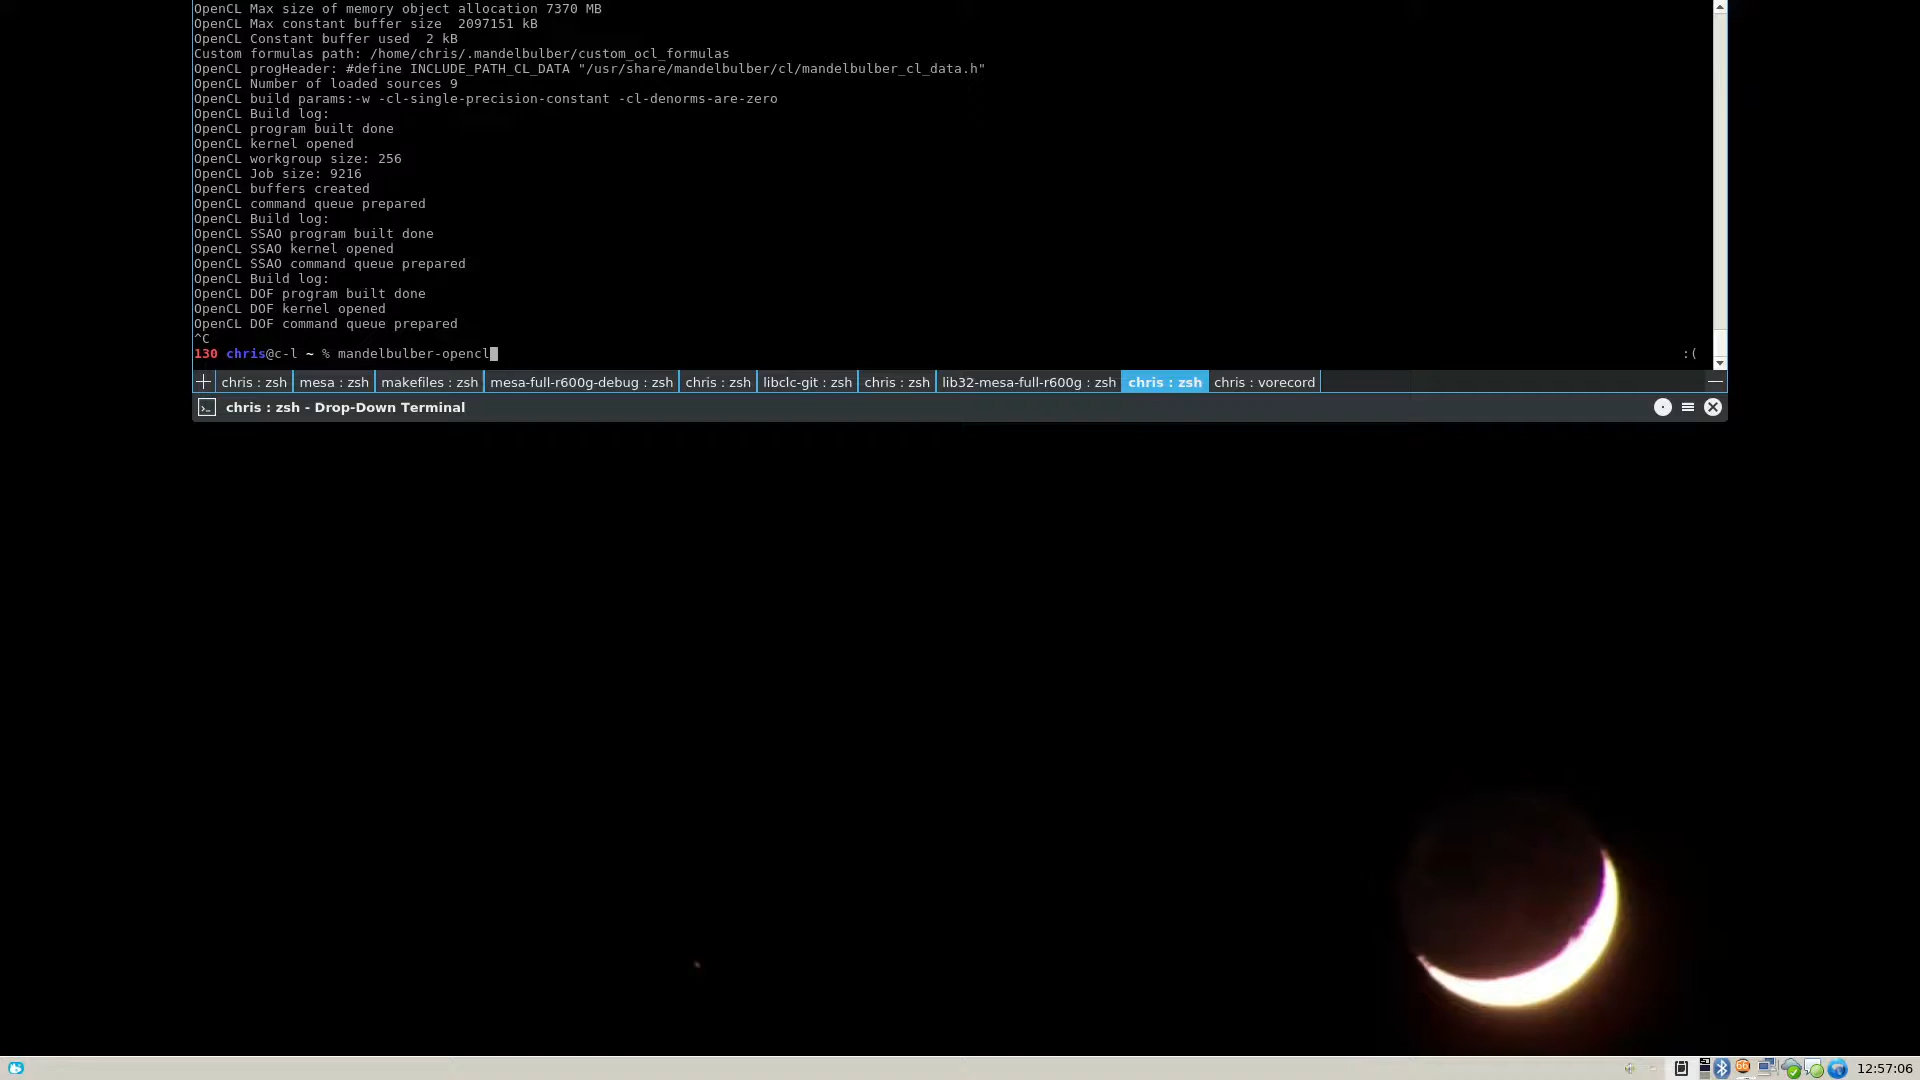 OpenCL Max size of memory object allocation 7370 MB
OpenCL Max constant buffer size  2097151 kB
OpenCL Constant buffer used  2 kB
Custom formulas path: /home/chris/.mandelbulber/custom_ocl_formulas
OpenCL progHeader: #define INCLUDE_PATH_CL_DATA "/usr/share/mandelbulber/cl/mandelbulber_cl_data.h"
OpenCL Number of loaded sources 9
OpenCL build params:-w -cl-single-precision-constant -cl-denorms-are-zero
OpenCL Build log:
OpenCL program built done
OpenCL kernel opened
OpenCL workgroup size: 256
OpenCL Job size: 9216
OpenCL buffers created
OpenCL command queue prepared
OpenCL Build log:
OpenCL SSAO program built done
OpenCL SSAO kernel opened
OpenCL SSAO command queue prepared
OpenCL Build log:
OpenCL DOF program built done
OpenCL DOF kernel opened
OpenCL DOF command queue prepared
^C
130 chris@c-l ~ % mandelbulber-opencl :(
chris : zsh mesa : zsh makefiles : zsh mesa-full-r600g-debug : zsh chris : zsh libclc-git : zsh chris : zsh lib32-mesa-full-r600g : zsh chris : zsh chris : vorecord
chris : zsh - Drop-Down Terminal
12:57:06